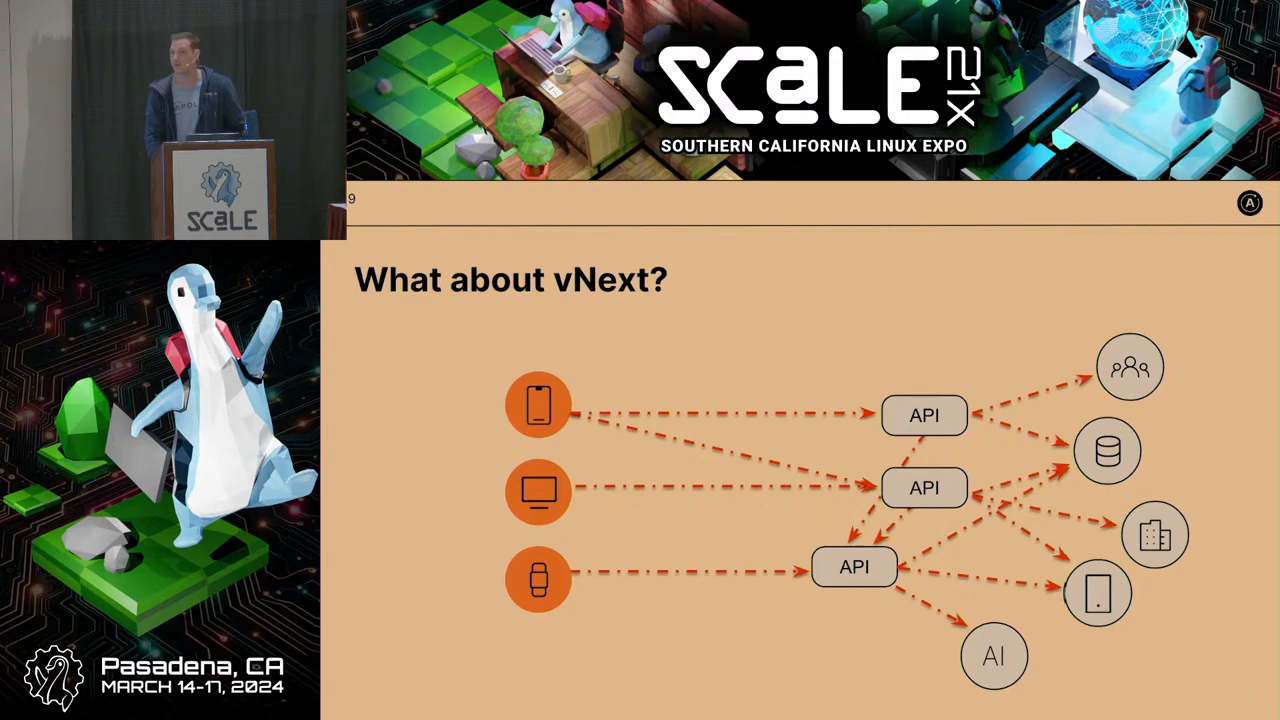 SCALE 21X
SOUTHERN CALIFORNIA LINUX EXPO
SCALE
9
A
What about vNext?
API
API
API
AI
Pasadena, CA
MARCH 14-17, 2024